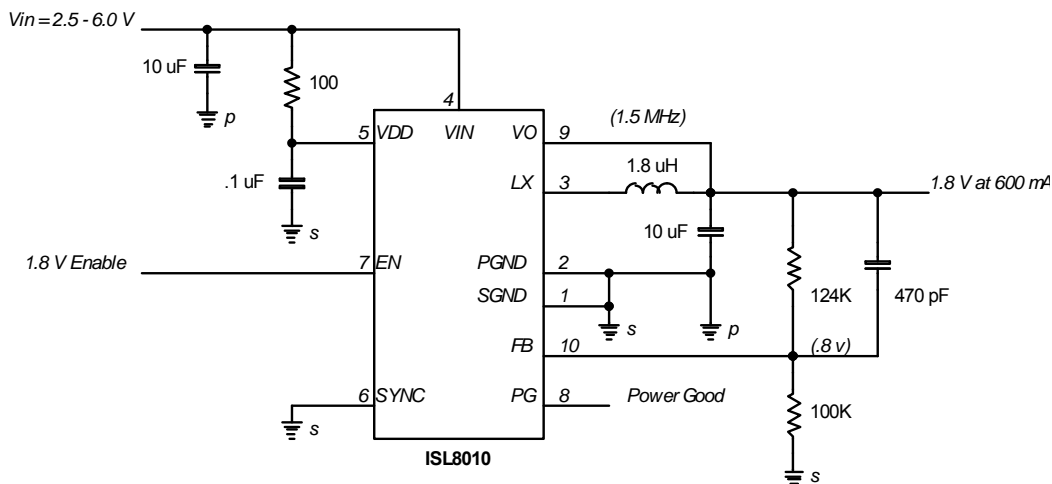 Vin = 2.5 - 6.0 V
10 uF
p
100
.1 uF
s
4
5 VDD
VIN
VO 9
(1.5 MHz)
LX 3
1.8 uH
1.8 V at 600 mA
10 uF
1.8 V Enable
7 EN
PGND 2
SGND 1
s
p
124K
470 pF
FB 10
(.8 v)
6 SYNC
s
PG 8
Power Good
100K
s
ISL8010